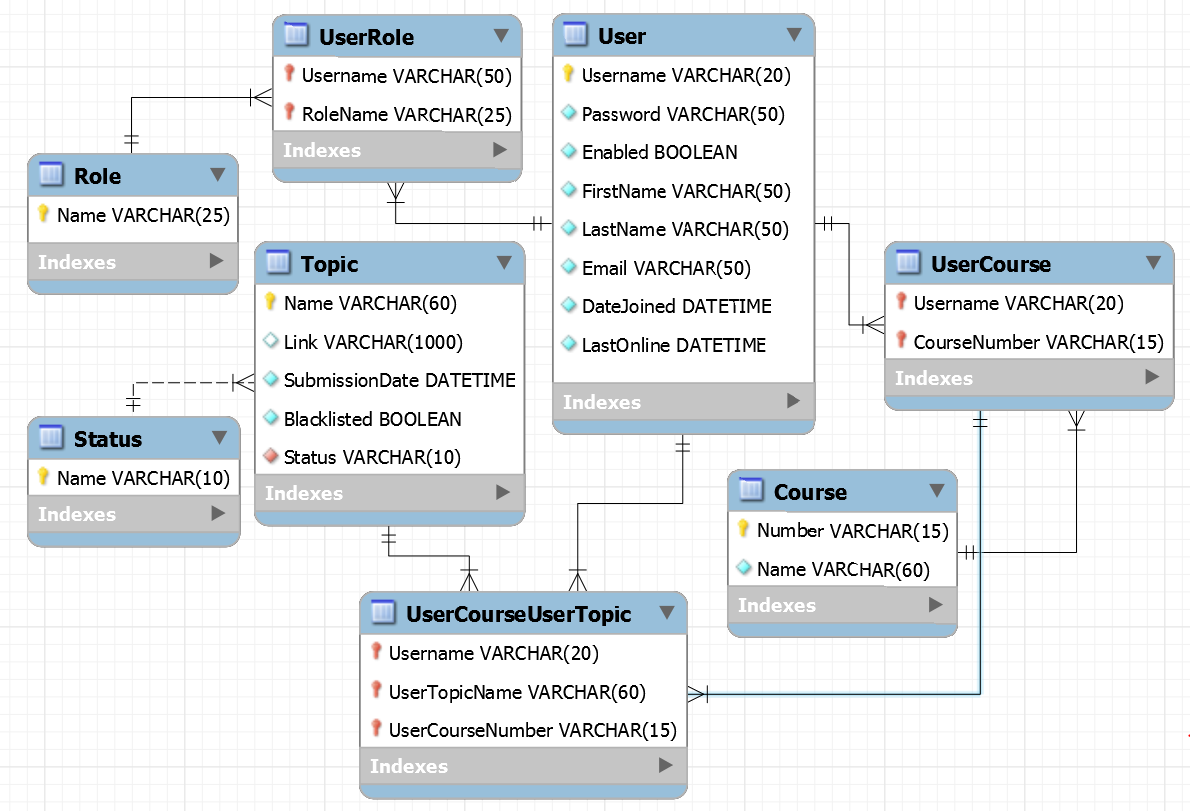 UserRole
Username VARCHAR(50)
RoleName VARCHAR(25)
Indexes
User
Username VARCHAR(20)
Password VARCHAR(50)
Enabled BOOLEAN
FirstName VARCHAR(50)
LastName VARCHAR(50)
Email VARCHAR(50)
DateJoined DATETIME
LastOnline DATETIME
Indexes
Role
Name VARCHAR(25)
Indexes
Topic
Name VARCHAR(60)
Link VARCHAR(1000)
SubmissionDate DATETIME
Blacklisted BOOLEAN
Status VARCHAR(10)
Indexes
UserCourse
Username VARCHAR(20)
CourseNumber VARCHAR(15)
Indexes
Status
Name VARCHAR(10)
Indexes
Course
Number VARCHAR(15)
Name VARCHAR(60)
Indexes
UserCourseUserTopic
Username VARCHAR(20)
UserTopicName VARCHAR(60)
UserCourseNumber VARCHAR(15)
Indexes